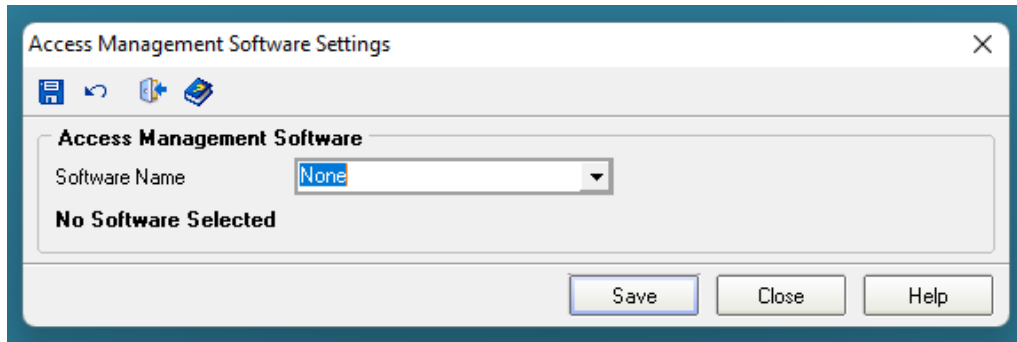 Access Management Software Settings
Access Management Software
Software Name None
No Software Selected
Save Close Help